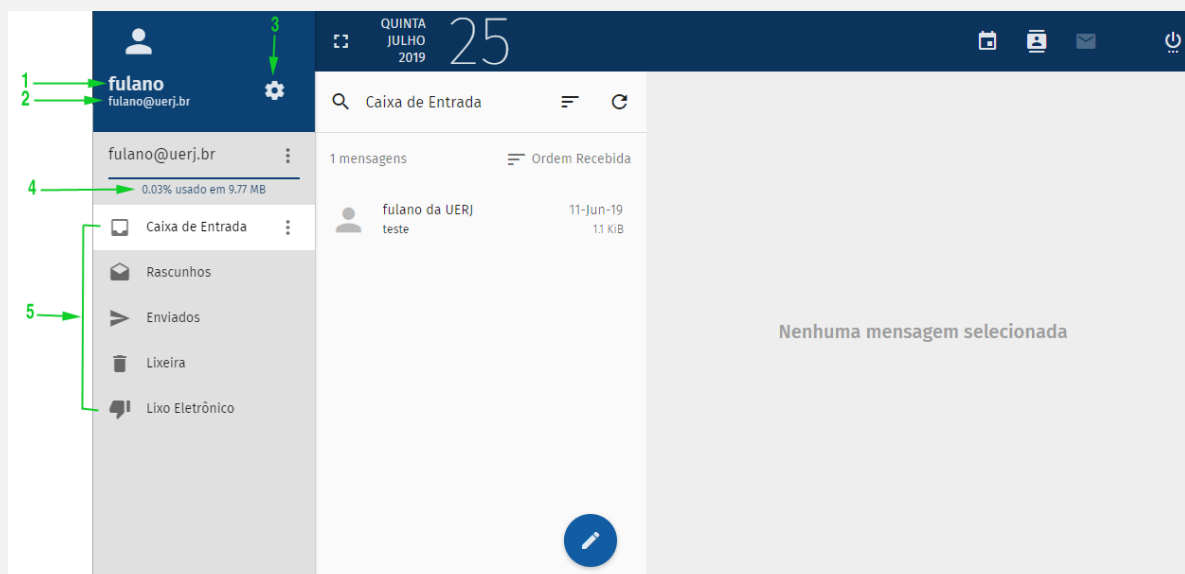 3
QUINTA
JULHO
2019
25
1
fulano
2
fulano@uerj.br
Caixa de Entrada
fulano@uerj.br
1 mensagens
Ordem Recebida
4
0.03% usado em 9.77 MB
fulano da UERJ
11-Jun-19
teste
1.1 KiB
Caixa de Entrada
Rascunhos
5
Enviados
Nenhuma mensagem selecionada
Lixeira
Lixo Eletrônico